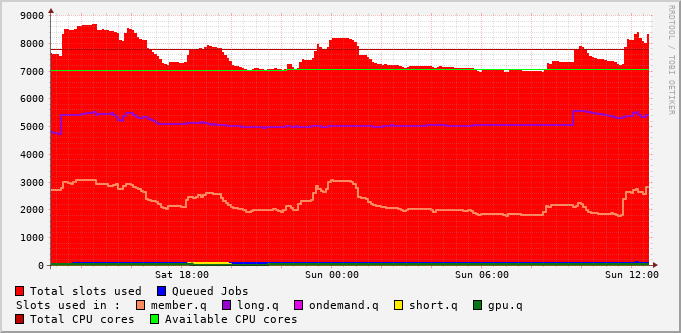 9000
8000
7000
6000
5000
4000
3000
2000
1000
0
Sat 18:00 Sun 00:00 Sun 06:00 Sun 12:00
RRDTOOL / TOBI OETIKER
Total slots used Queued Jobs
Slots used in : member.q long.q ondemand.q short.q gpu.q
Total CPU cores Available CPU cores